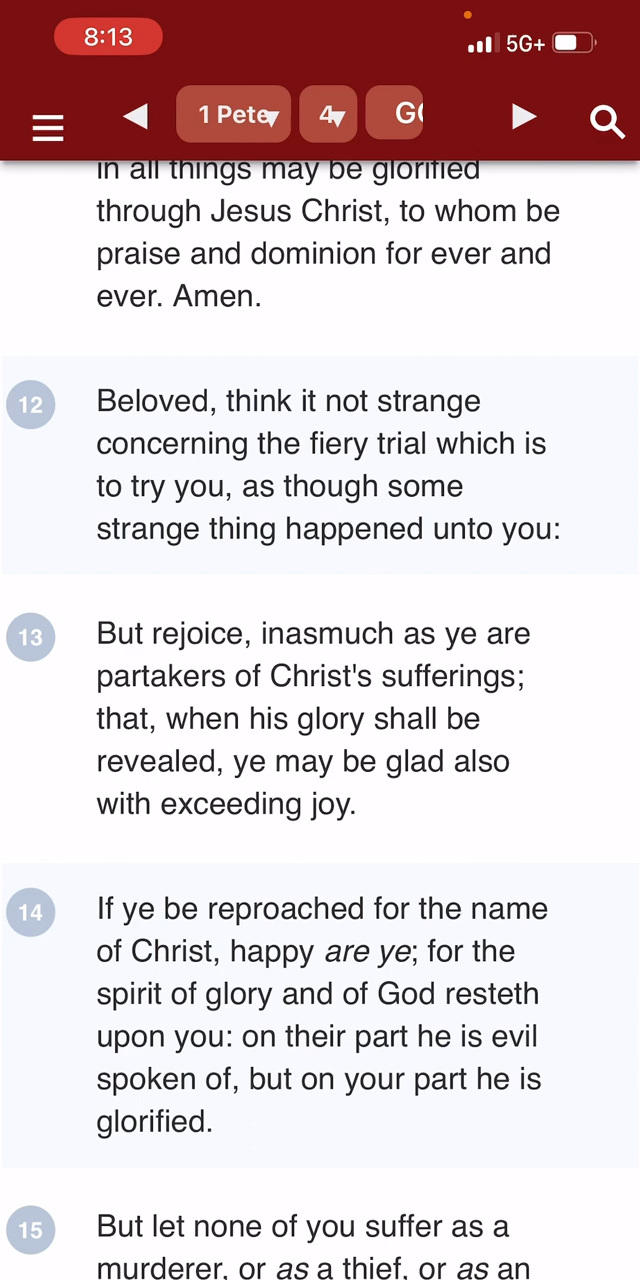 8:13
5G+
1 Pete
4
GO
in all things may be glorified
through Jesus Christ, to whom be
praise and dominion for ever and
ever. Amen.
12
Beloved, think it not strange
concerning the fiery trial which is
to try you, as though some
strange thing happened unto you:
13
But rejoice, inasmuch as ye are
partakers of Christ's sufferings;
that, when his glory shall be
revealed, ye may be glad also
with exceeding joy.
14
If ye be reproached for the name
of Christ, happy are ye; for the
spirit of glory and of God resteth
upon you: on their part he is evil
spoken of, but on your part he is
glorified.
15
But let none of you suffer as a
murderer, or as a thief, or as an